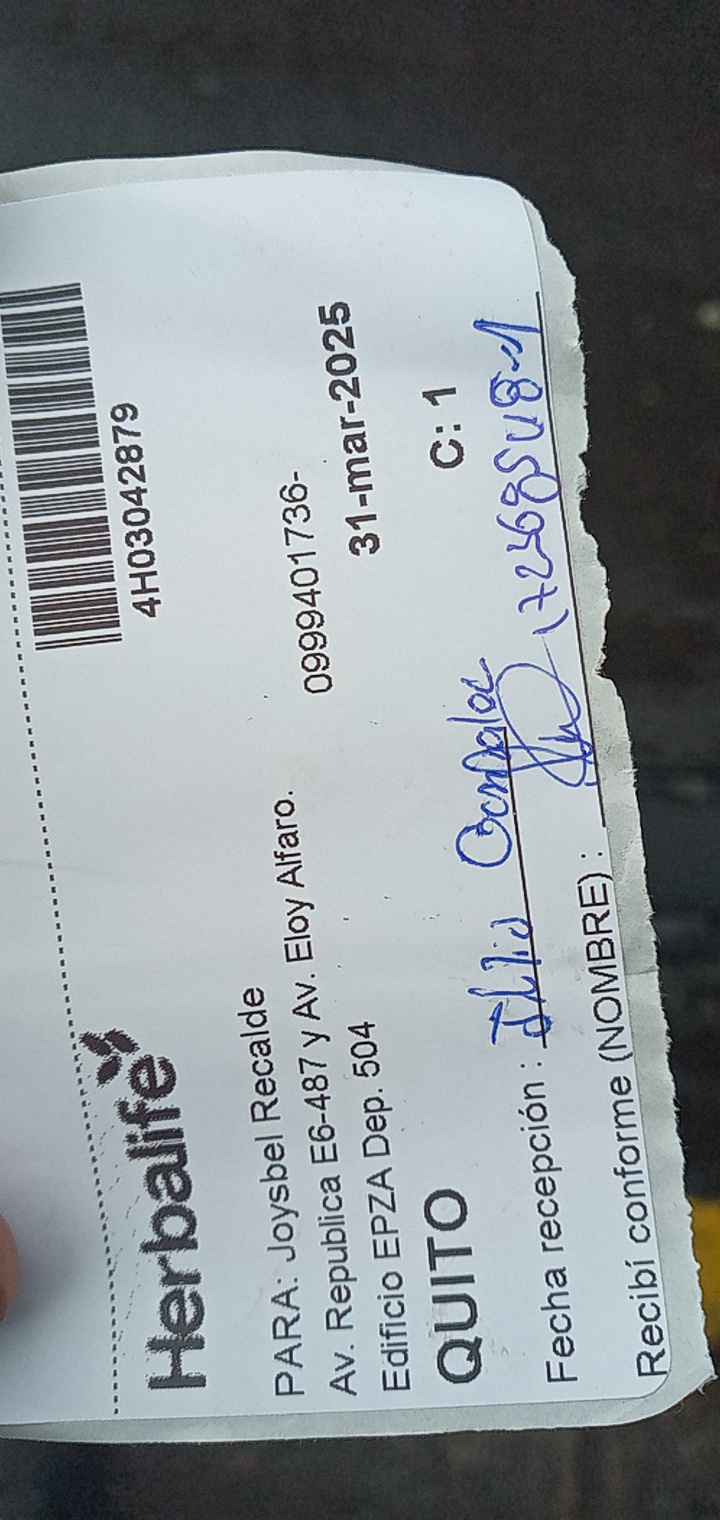 4H03042879
Herbalife
PARA: Joysbel Recalde
Av. Republica E6-487 y Av. Eloy Alfaro.
0999401736-
Edificio EPZA Dep. 504
31-mar-2025
QUITO
C: 1
Fecha recepción :
Recibí conforme (NOMBRE) :